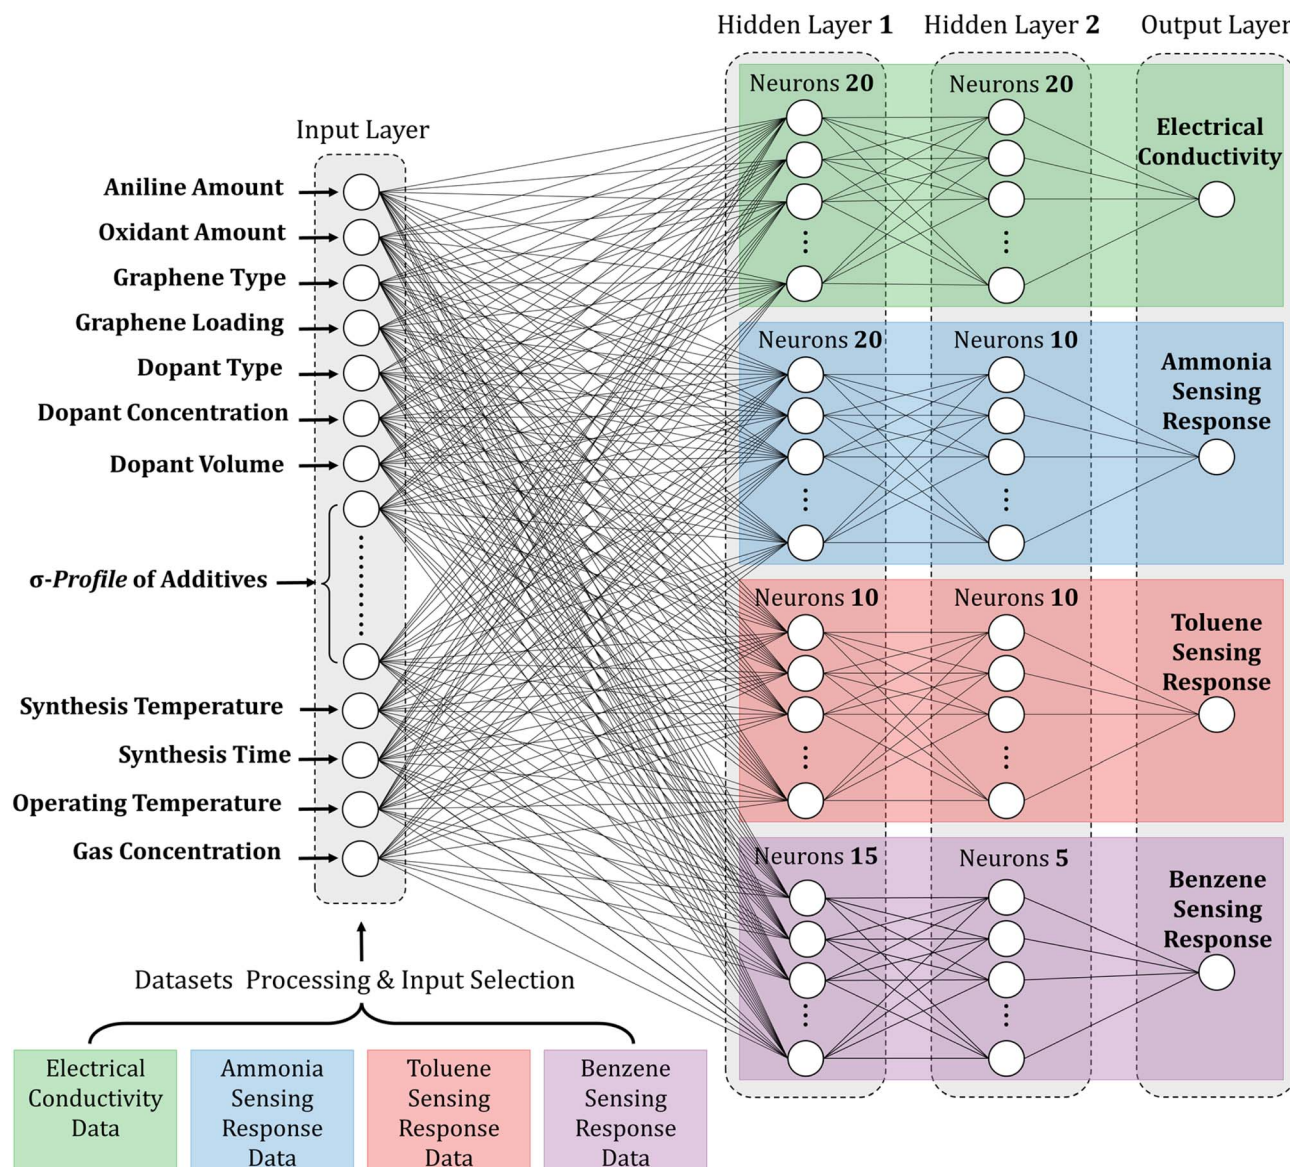 Hidden Layer 1
Hidden Layer 2
Output Layer
Neurons 20
Neurons 20
Electrical
Conductivity
Input Layer
Aniline Amount
Oxidant Amount
Graphene Type
Graphene Loading
Dopant Type
Dopant Concentration
Dopant Volume
σ-Profile of Additives
Synthesis Temperature
Synthesis Time
Operating Temperature
Gas Concentration
Neurons 20
Neurons 10
Ammonia
Sensing
Response
Neurons 10
Neurons 10
Toluene
Sensing
Response
Neurons 15
Neurons 5
Benzene
Sensing
Response
Datasets Processing & Input Selection
Electrical
Conductivity
Data
Ammonia
Sensing
Response
Data
Toluene
Sensing
Response
Data
Benzene
Sensing
Response
Data